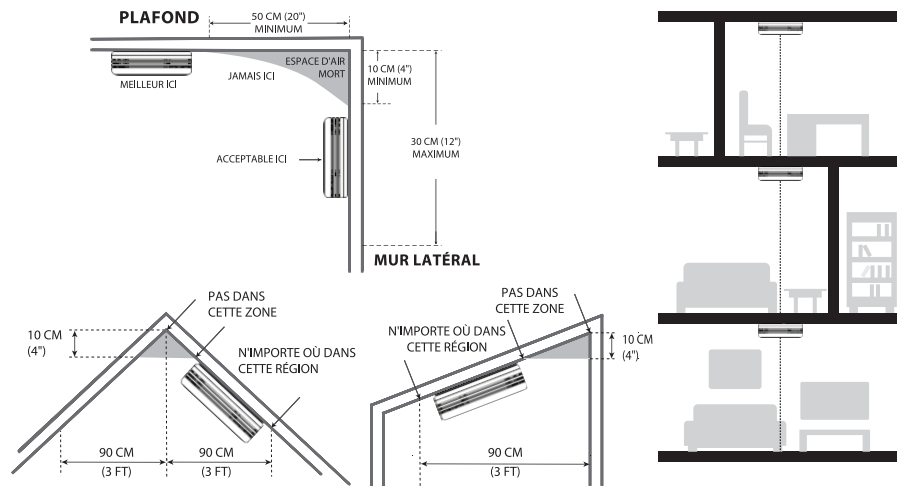 PLAFOND
50 CM (20")
MINIMUM
ESPACE D'AIR
MORT
JAMAIS ICI
MEILLEUR ICI
10 CM (4")
MINIMUM
ACCEPTABLE ICI
30 CM (12")
MAXIMUM
MUR LATÉRAL
PAS DANS
CETTE ZONE
10 CM
(4")
N'IMPORTE OÙ DANS
CETTE RÉGION
90 CM
(3 FT)
90 CM
(3 FT)
PAS DANS
CETTE ZONE
N'IMPORTE OÙ DANS
CETTE RÉGION
10 CM
(4")
90 CM
(3 FT)